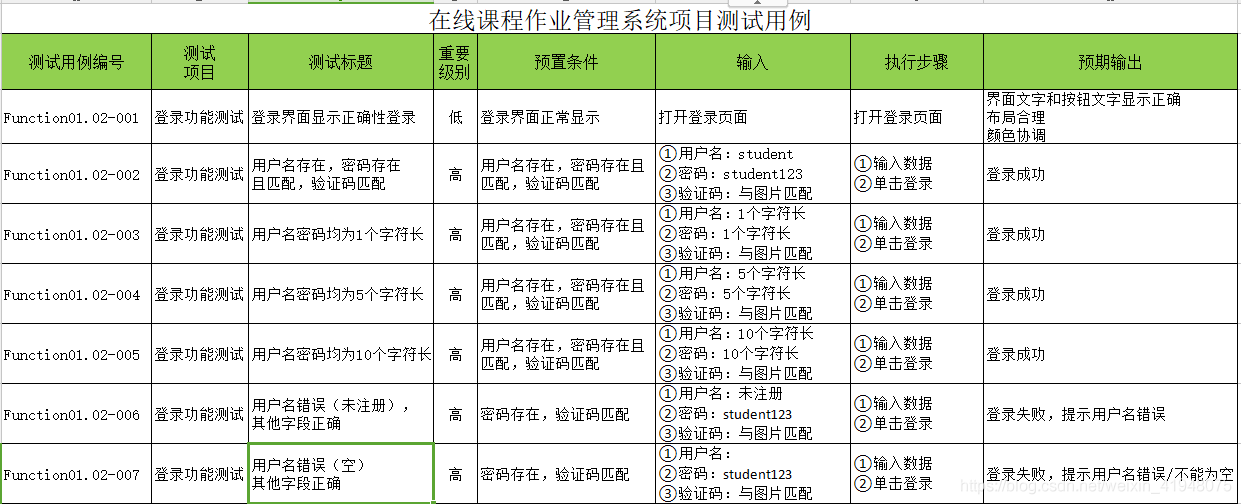 在线课程作业管理系统项目测试用例
测试用例编号
测试
项目
测试标题
重要
级别
预置条件
输入
执行步骤
预期输出
Function01.02-001
登录功能测试
登录界面显示正确性登录
低
登录界面正常显示
打开登录页面
打开登录页面
界面文字和按钮文字显示正确
布局合理
颜色协调
Function01.02-002
登录功能测试
用户名存在，密码存在
且匹配，验证码匹配
高
用户名存在，密码存在且
匹配，验证码匹配
①用户名：student
②密码：student123
③验证码：与图片匹配
①输入数据
②单击登录
登录成功
Function01.02-003
登录功能测试
用户名密码均为1个字符长
高
用户名存在，密码存在且
匹配，验证码匹配
①用户名：1个字符长
②密码：1个字符长
③验证码：与图片匹配
①输入数据
②单击登录
登录成功
Function01.02-004
登录功能测试
用户名密码均为5个字符长
高
用户名存在，密码存在且
匹配，验证码匹配
①用户名：5个字符长
②密码：5个字符长
③验证码：与图片匹配
①输入数据
②单击登录
登录成功
Function01.02-005
登录功能测试
用户名密码均为10个字符长
高
用户名存在，密码存在且
匹配，验证码匹配
①用户名：10个字符长
②密码：10个字符长
③验证码：与图片匹配
①输入数据
②单击登录
登录成功
Function01.02-006
登录功能测试
用户名错误（未注册），
其他字段正确
高
密码存在，验证码匹配
①用户名：未注册
②密码：student123
③验证码：与图片匹配
①输入数据
②单击登录
登录失败，提示用户名错误
Function01.02-007
登录功能测试
用户名错误（空）
其他字段正确
高
密码存在，验证码匹配
①用户名：
②密码：student123
③验证码：与图片匹配
①输入数据
②单击登录
登录失败，提示用户名错误/不能为空
https://blog.csdn.net/weixin_41948075